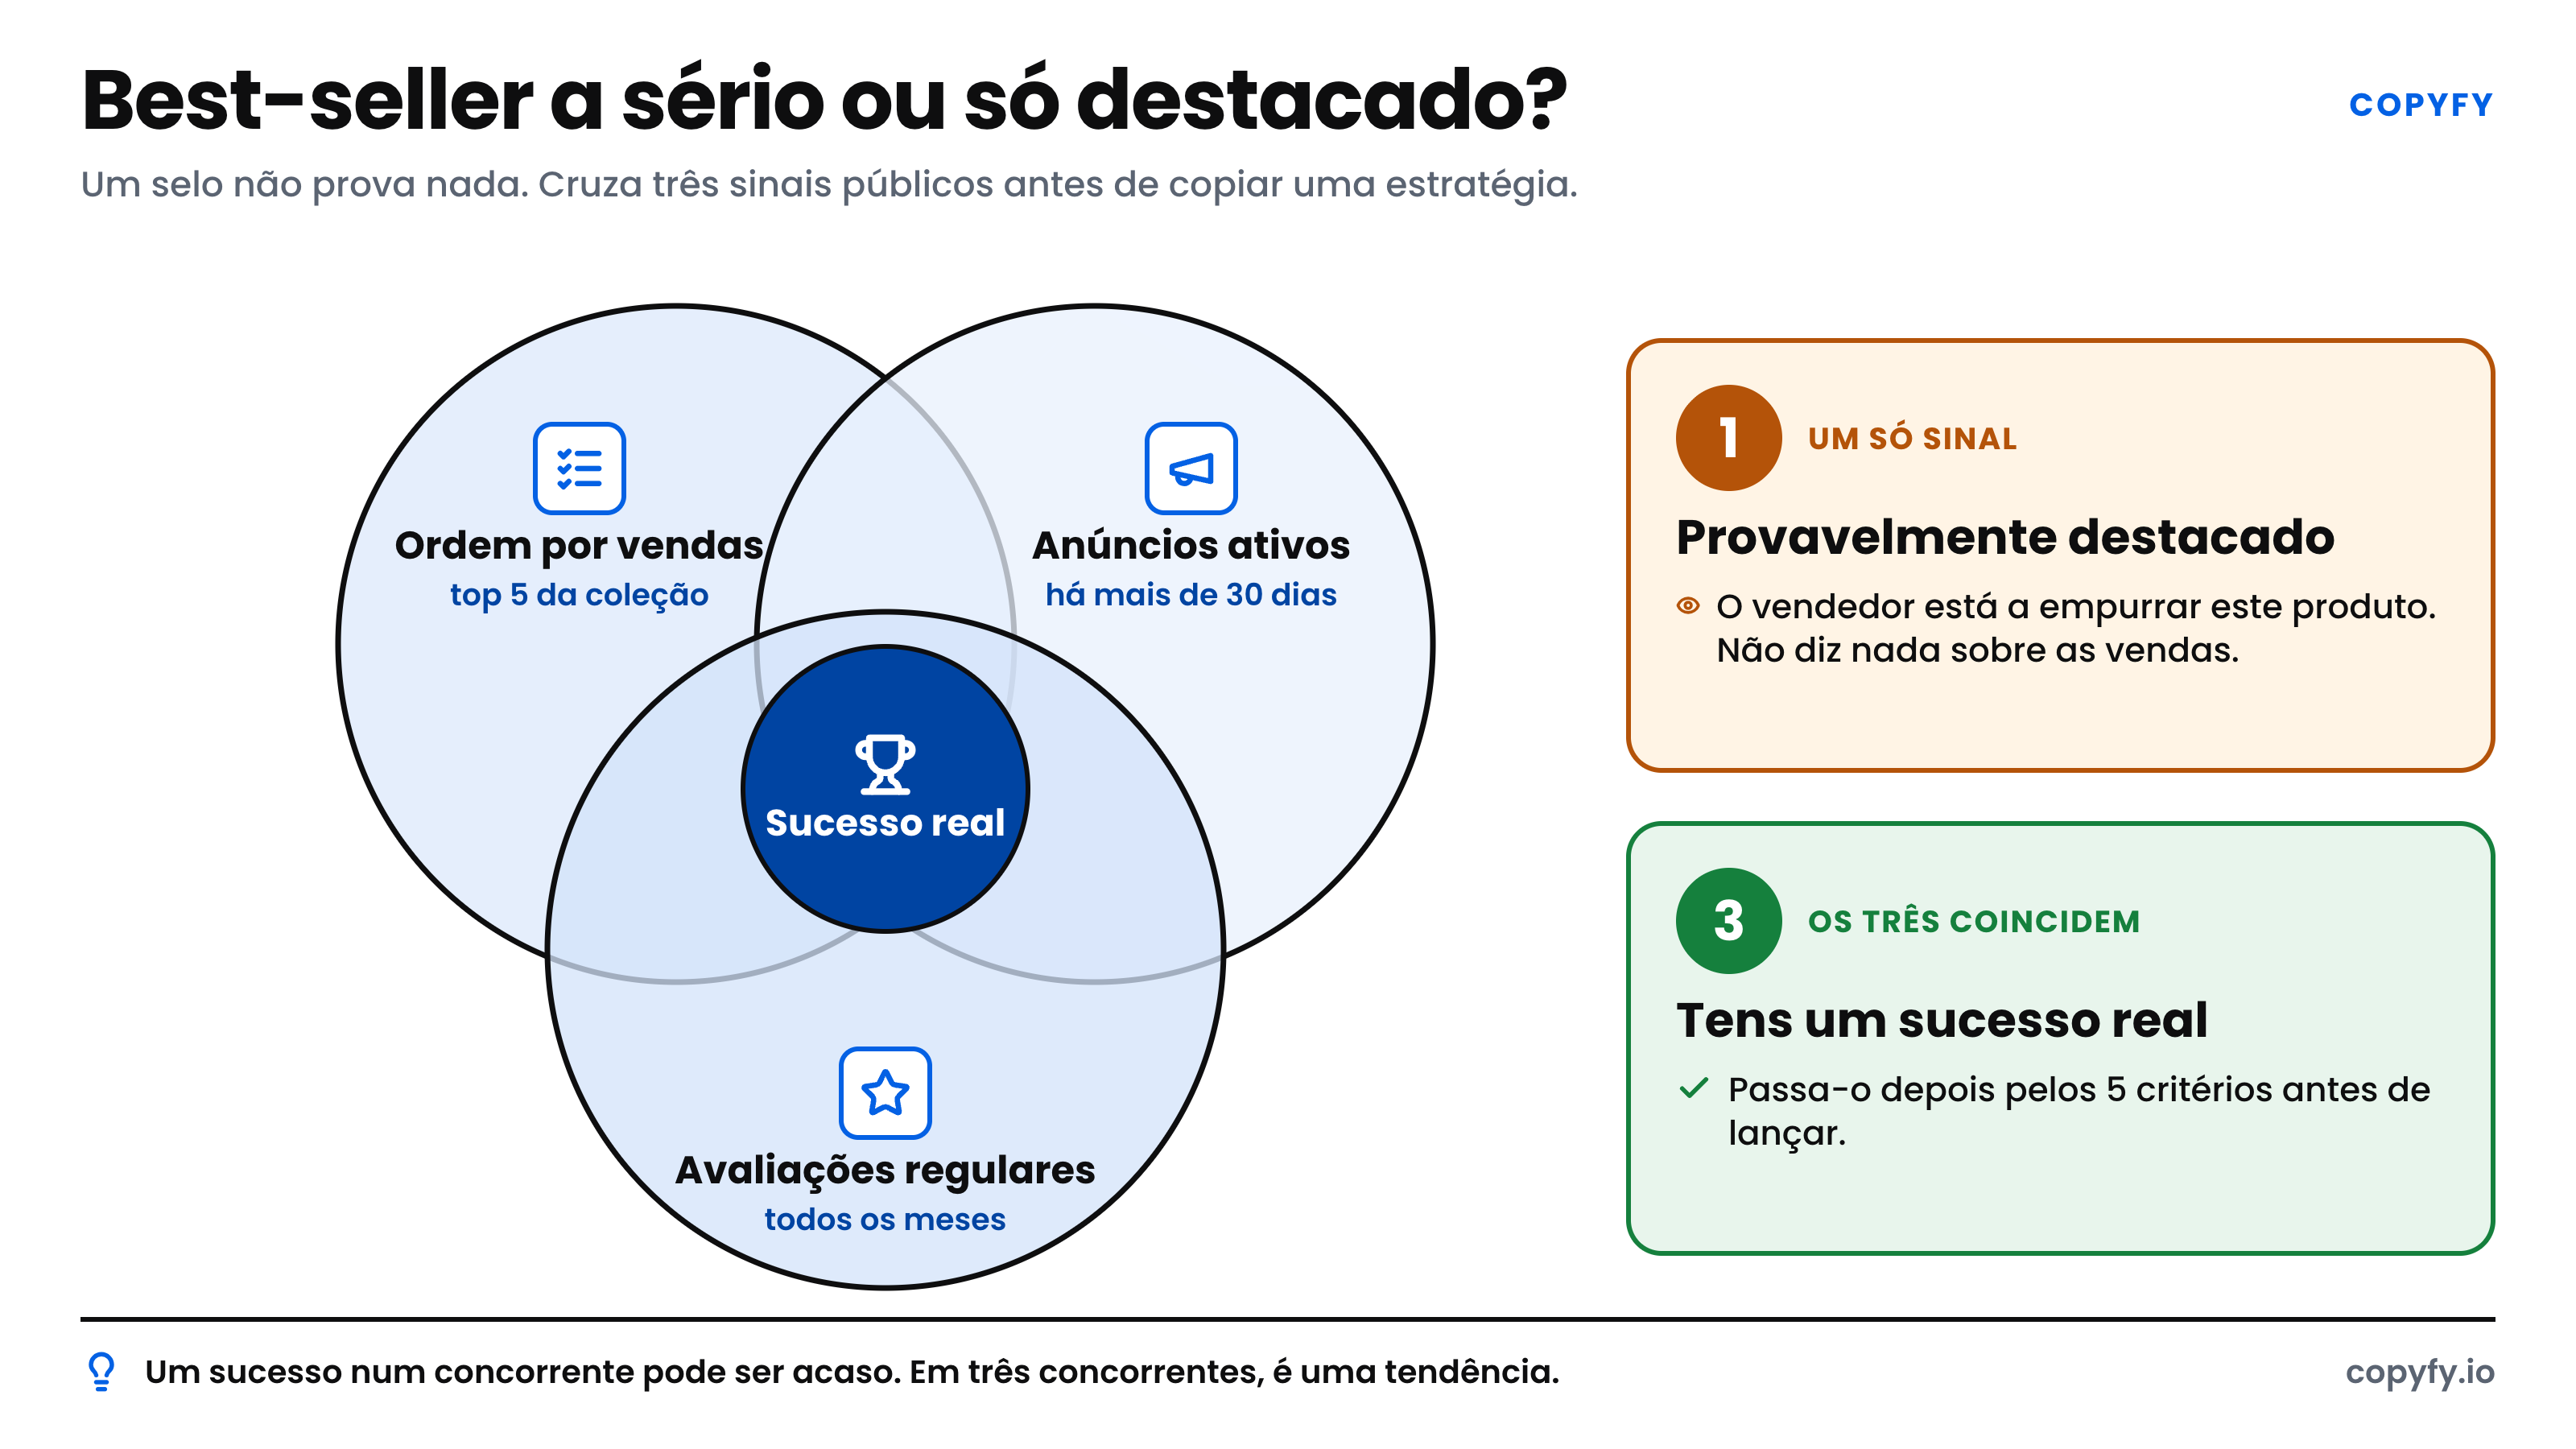 Best-seller a sério ou só destacado?
COPYFY
Um selo não prova nada. Cruza três sinais públicos antes de copiar uma estratégia.
Ordem por vendas
top 5 da coleção
Anúncios ativos
há mais de 30 dias
Sucesso real
Avaliações regulares
todos os meses
1
UM SÓ SINAL
Provavelmente destacado
O vendedor está a empurrar este produto.
Não diz nada sobre as vendas.
3
OS TRÊS COINCIDEM
Tens um sucesso real
Passa-o depois pelos 5 critérios antes de
lançar.
Um sucesso num concorrente pode ser acaso. Em três concorrentes, é uma tendência.
copyfy.io